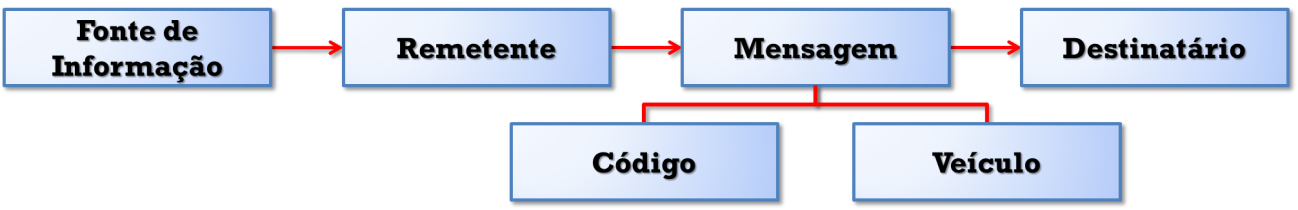 Fonte de
Informação
Remetente
Mensagem
Destinatário
Código
Veículo